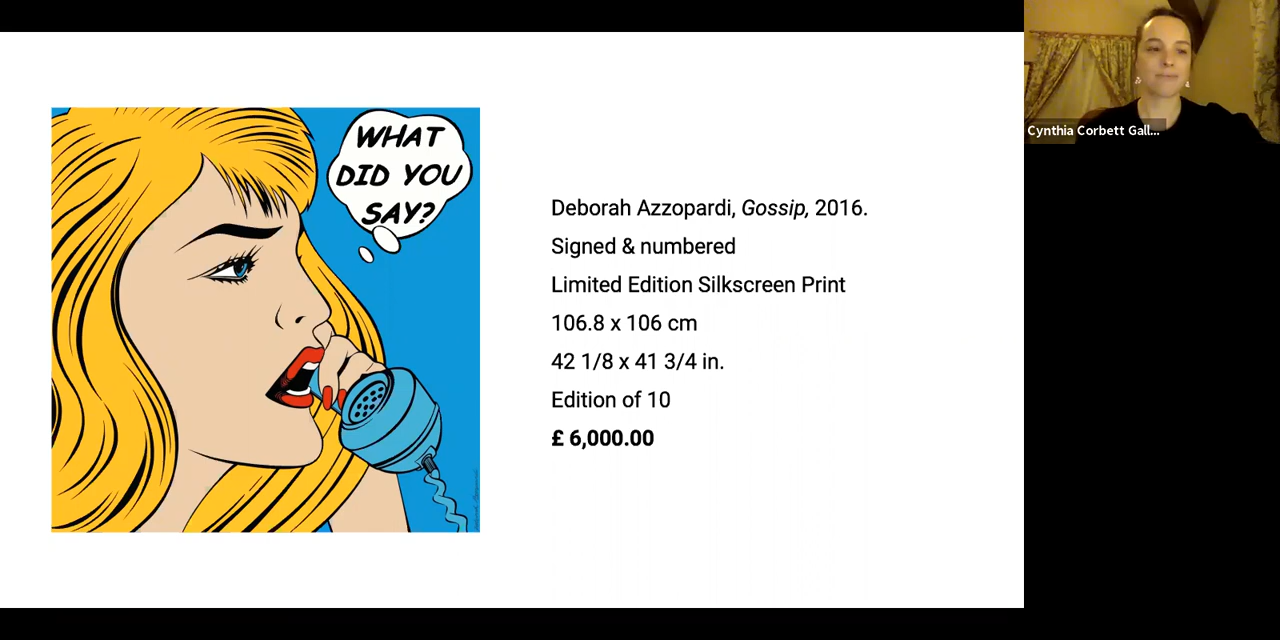 WHAT
DID YOU
SAY?
Deborah Azzopardi, Gossip, 2016.
Signed & numbered
Limited Edition Silkscreen Print
106.8 x 106 cm
42 1/8 x 41 3/4 in.
Edition of 10
£ 6,000.00
Cynthia Corbett Gall...